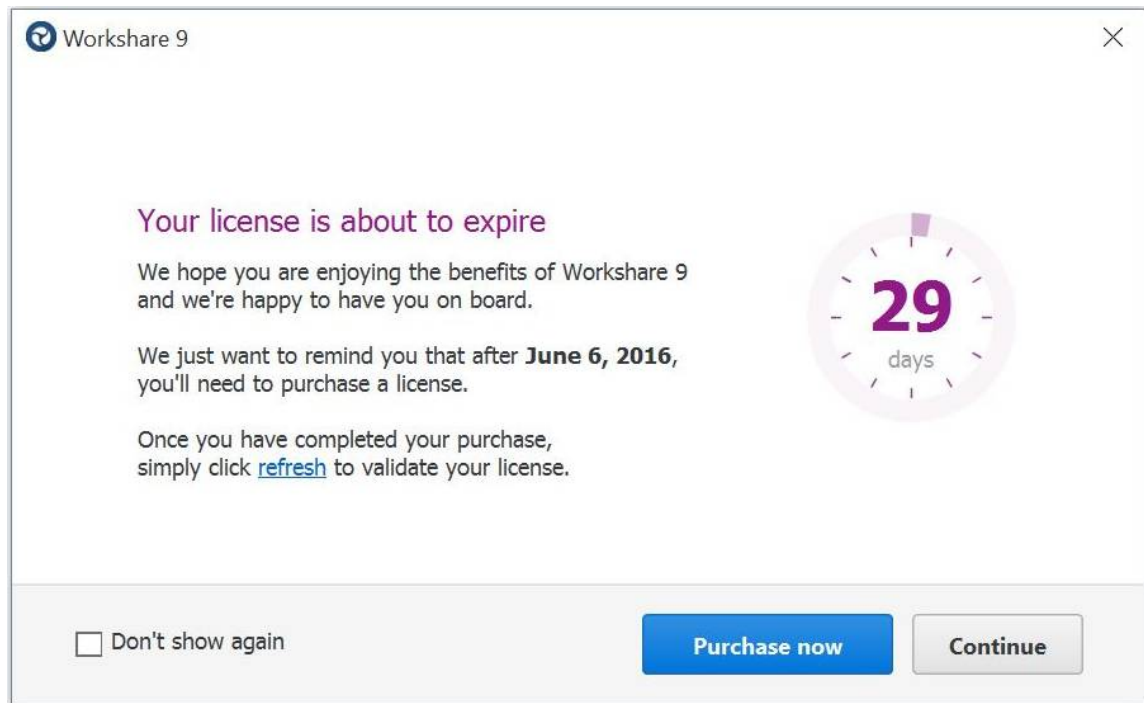 Workshare 9
Your license is about to expire
We hope you are enjoying the benefits of Workshare 9
and we're happy to have you on board.
We just want to remind you that after June 6, 2016,
you'll need to purchase a license.
Once you have completed your purchase,
simply click refresh to validate your license.
29
days
Don't show again
Purchase now
Continue